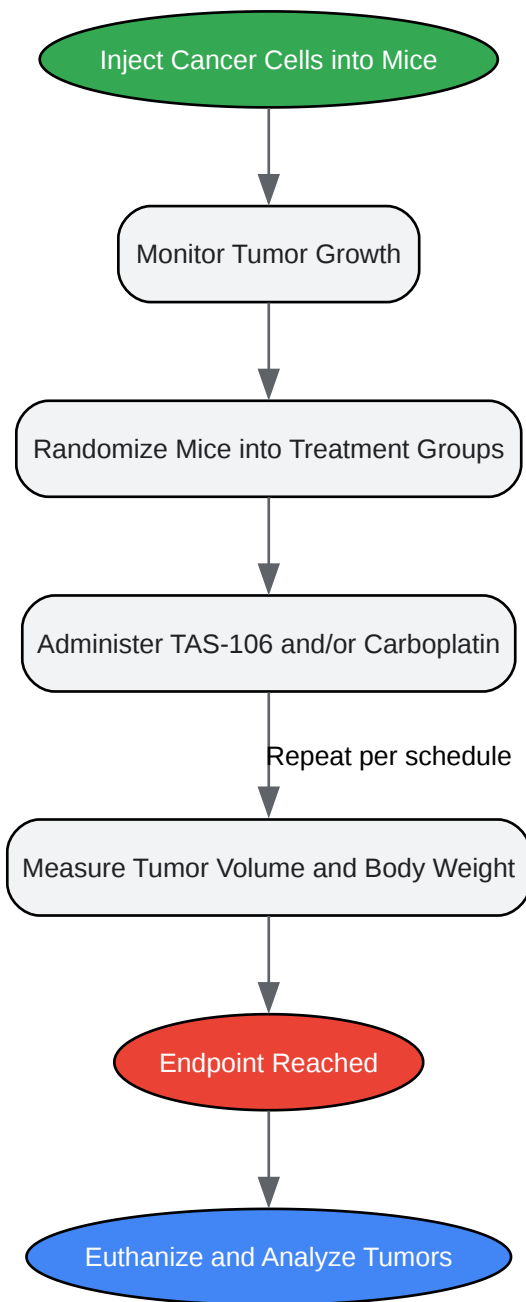 Inject Cancer Cells into Mice
Monitor Tumor Growth
Randomize Mice into Treatment Groups
Administer TAS-106 and/or Carboplatin
Repeat per schedule
Measure Tumor Volume and Body Weight
Endpoint Reached
Euthanize and Analyze Tumors